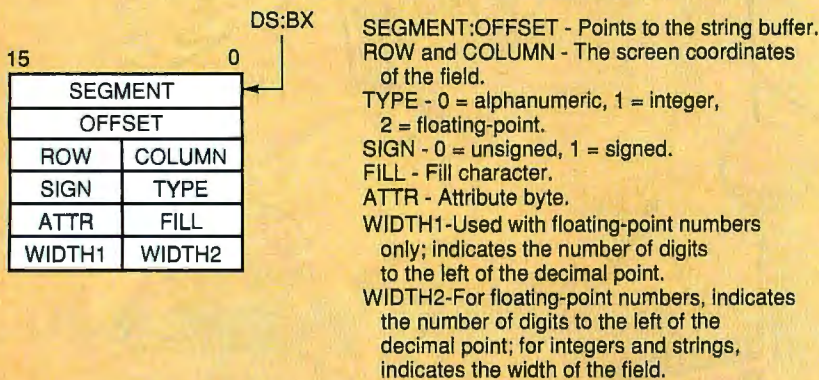 DS:BX
15 0
SEGMENT
OFFSET
ROW COLUMN
SIGN TYPE
ATTR FILL
WIDTH1 WIDTH2
SEGMENT:OFFSET - Points to the string buffer.
ROW and COLUMN - The screen coordinates
of the field.
TYPE - 0 = alphanumeric, 1 = integer,
2 = floating-point.
SIGN - 0 = unsigned, 1 = signed.
FILL - Fill character.
ATTR - Attribute byte.
WIDTH1-Used with floating-point numbers
only; indicates the number of digits
to the left of the decimal point.
WIDTH2-For floating-point numbers, indicates
the number of digits to the left of the
decimal point; for integers and strings,
indicates the width of the field.